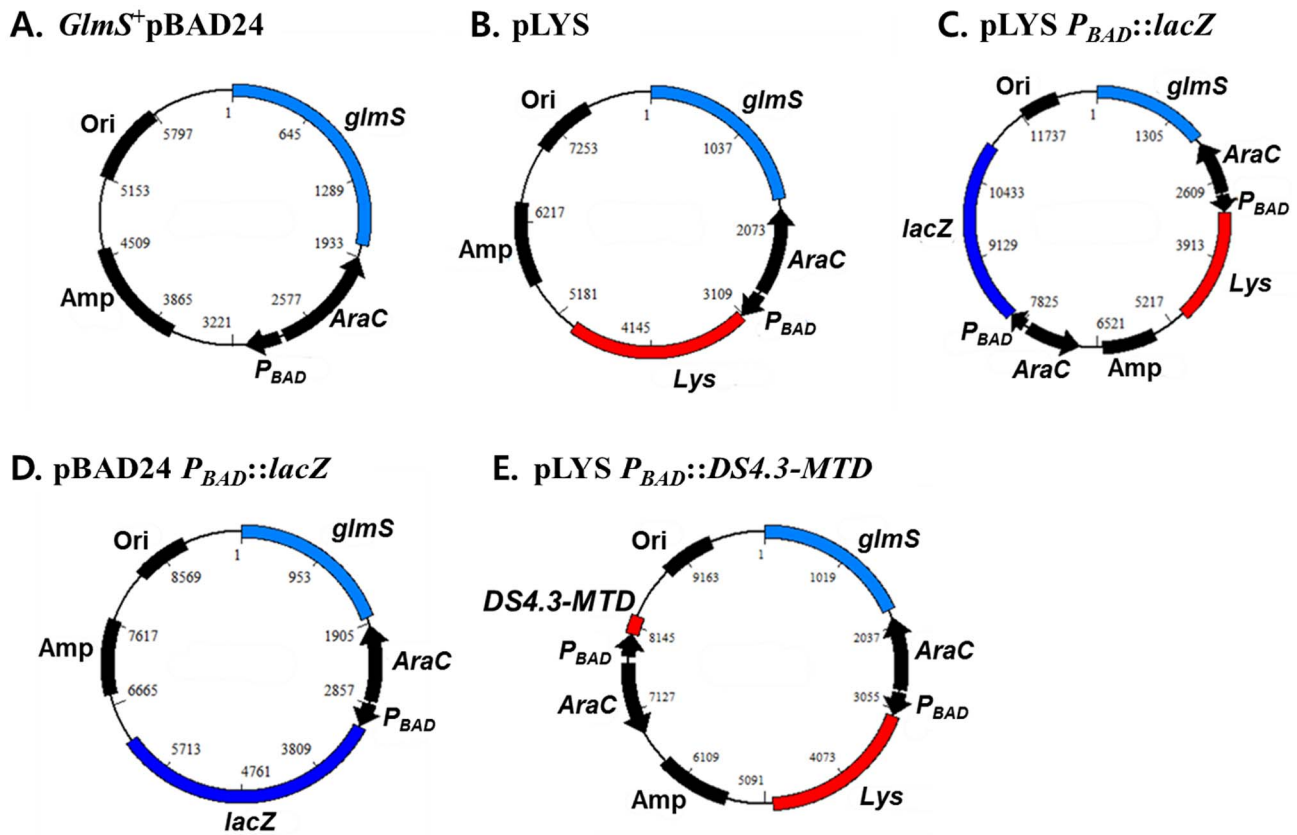 A. GlmS+pBAD24
B. pLYS
C. pLYS PBAD::lacZ
Ori
glmS
1
645
1289
1933
2577
3221
3865
4509
5153
5797
AraC
PBAD
Amp
Ori
glmS
1
1037
2073
3109
4145
5181
6217
7253
AraC
PBAD
Lys
Amp
Ori
glmS
1
1305
2609
3913
5217
6521
7825
9129
10433
11737
AraC
PBAD
Lys
Amp
AraC
PBAD
lacZ
D. pBAD24 PBAD::lacZ
E. pLYS PBAD::DS4.3-MTD
Ori
glmS
1
953
1905
2857
3809
4761
5713
6665
7617
8569
AraC
PBAD
lacZ
Amp
Ori
glmS
1
1019
2037
3055
4073
5091
6109
7127
8145
9163
AraC
PBAD
Lys
Amp
AraC
PBAD
DS4.3-MTD